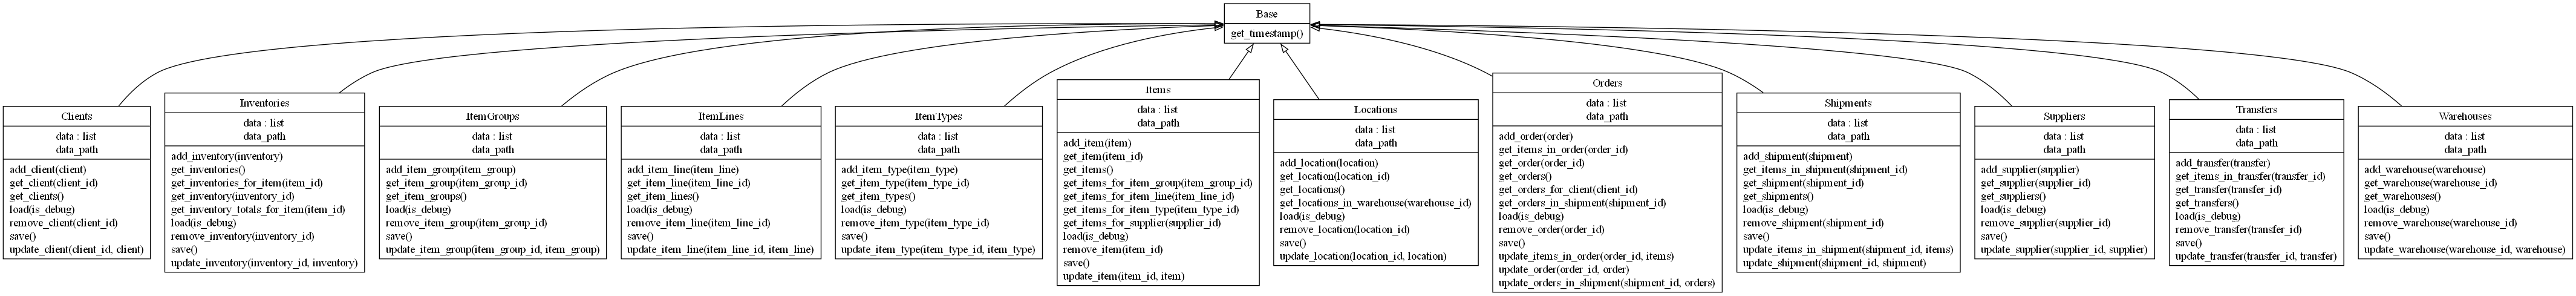 Base
get_timestamp()
Clients
data : list
data_path
add_client(client)
get_client(client_id)
get_clients()
load(is_debug)
remove_client(client_id)
save()
update_client(client_id, client)
Inventories
data : list
data_path
add_inventory(inventory)
get_inventories()
get_inventories_for_item(item_id)
get_inventory(inventory_id)
get_inventory_totals_for_item(item_id)
load(is_debug)
remove_inventory(inventory_id)
save()
update_inventory(inventory_id, inventory)
ItemGroups
data : list
data_path
add_item_group(item_group)
get_item_group(item_group_id)
get_item_groups()
load(is_debug)
remove_item_group(item_group_id)
save()
update_item_group(item_group_id, item_group)
ItemLines
data : list
data_path
add_item_line(item_line)
get_item_line(item_line_id)
get_item_lines()
load(is_debug)
remove_item_line(item_line_id)
save()
update_item_line(item_line_id, item_line)
ItemTypes
data : list
data_path
add_item_type(item_type)
get_item_type(item_type_id)
get_item_types()
load(is_debug)
remove_item_type(item_type_id)
save()
update_item_type(item_type_id, item_type)
Items
data : list
data_path
add_item(item)
get_item(item_id)
get_items()
get_items_for_item_group(item_group_id)
get_items_for_item_line(item_line_id)
get_items_for_item_type(item_type_id)
get_items_for_supplier(supplier_id)
load(is_debug)
remove_item(item_id)
save()
update_item(item_id, item)
Locations
data : list
data_path
add_location(location)
get_location(location_id)
get_locations()
get_locations_in_warehouse(warehouse_id)
load(is_debug)
remove_location(location_id)
save()
update_location(location_id, location)
Orders
data : list
data_path
add_order(order)
get_items_in_order(order_id)
get_order(order_id)
get_orders()
get_orders_for_client(client_id)
get_orders_in_shipment(shipment_id)
load(is_debug)
remove_order(order_id)
save()
update_items_in_order(order_id, items)
update_order(order_id, order)
update_orders_in_shipment(shipment_id, orders)
Shipments
data : list
data_path
add_shipment(shipment)
get_items_in_shipment(shipment_id)
get_shipment(shipment_id)
get_shipments()
load(is_debug)
remove_shipment(shipment_id)
save()
update_items_in_shipment(shipment_id, items)
update_shipment(shipment_id, shipment)
Suppliers
data : list
data_path
add_supplier(supplier)
get_supplier(supplier_id)
get_suppliers()
load(is_debug)
remove_supplier(supplier_id)
save()
update_supplier(supplier_id, supplier)
Transfers
data : list
data_path
add_transfer(transfer)
get_items_in_transfer(transfer_id)
get_transfer(transfer_id)
get_transfers()
load(is_debug)
remove_transfer(transfer_id)
save()
update_transfer(transfer_id, transfer)
Warehouses
data : list
data_path
add_warehouse(warehouse)
get_warehouse(warehouse_id)
get_warehouses()
load(is_debug)
remove_warehouse(warehouse_id)
save()
update_warehouse(warehouse_id, warehouse)